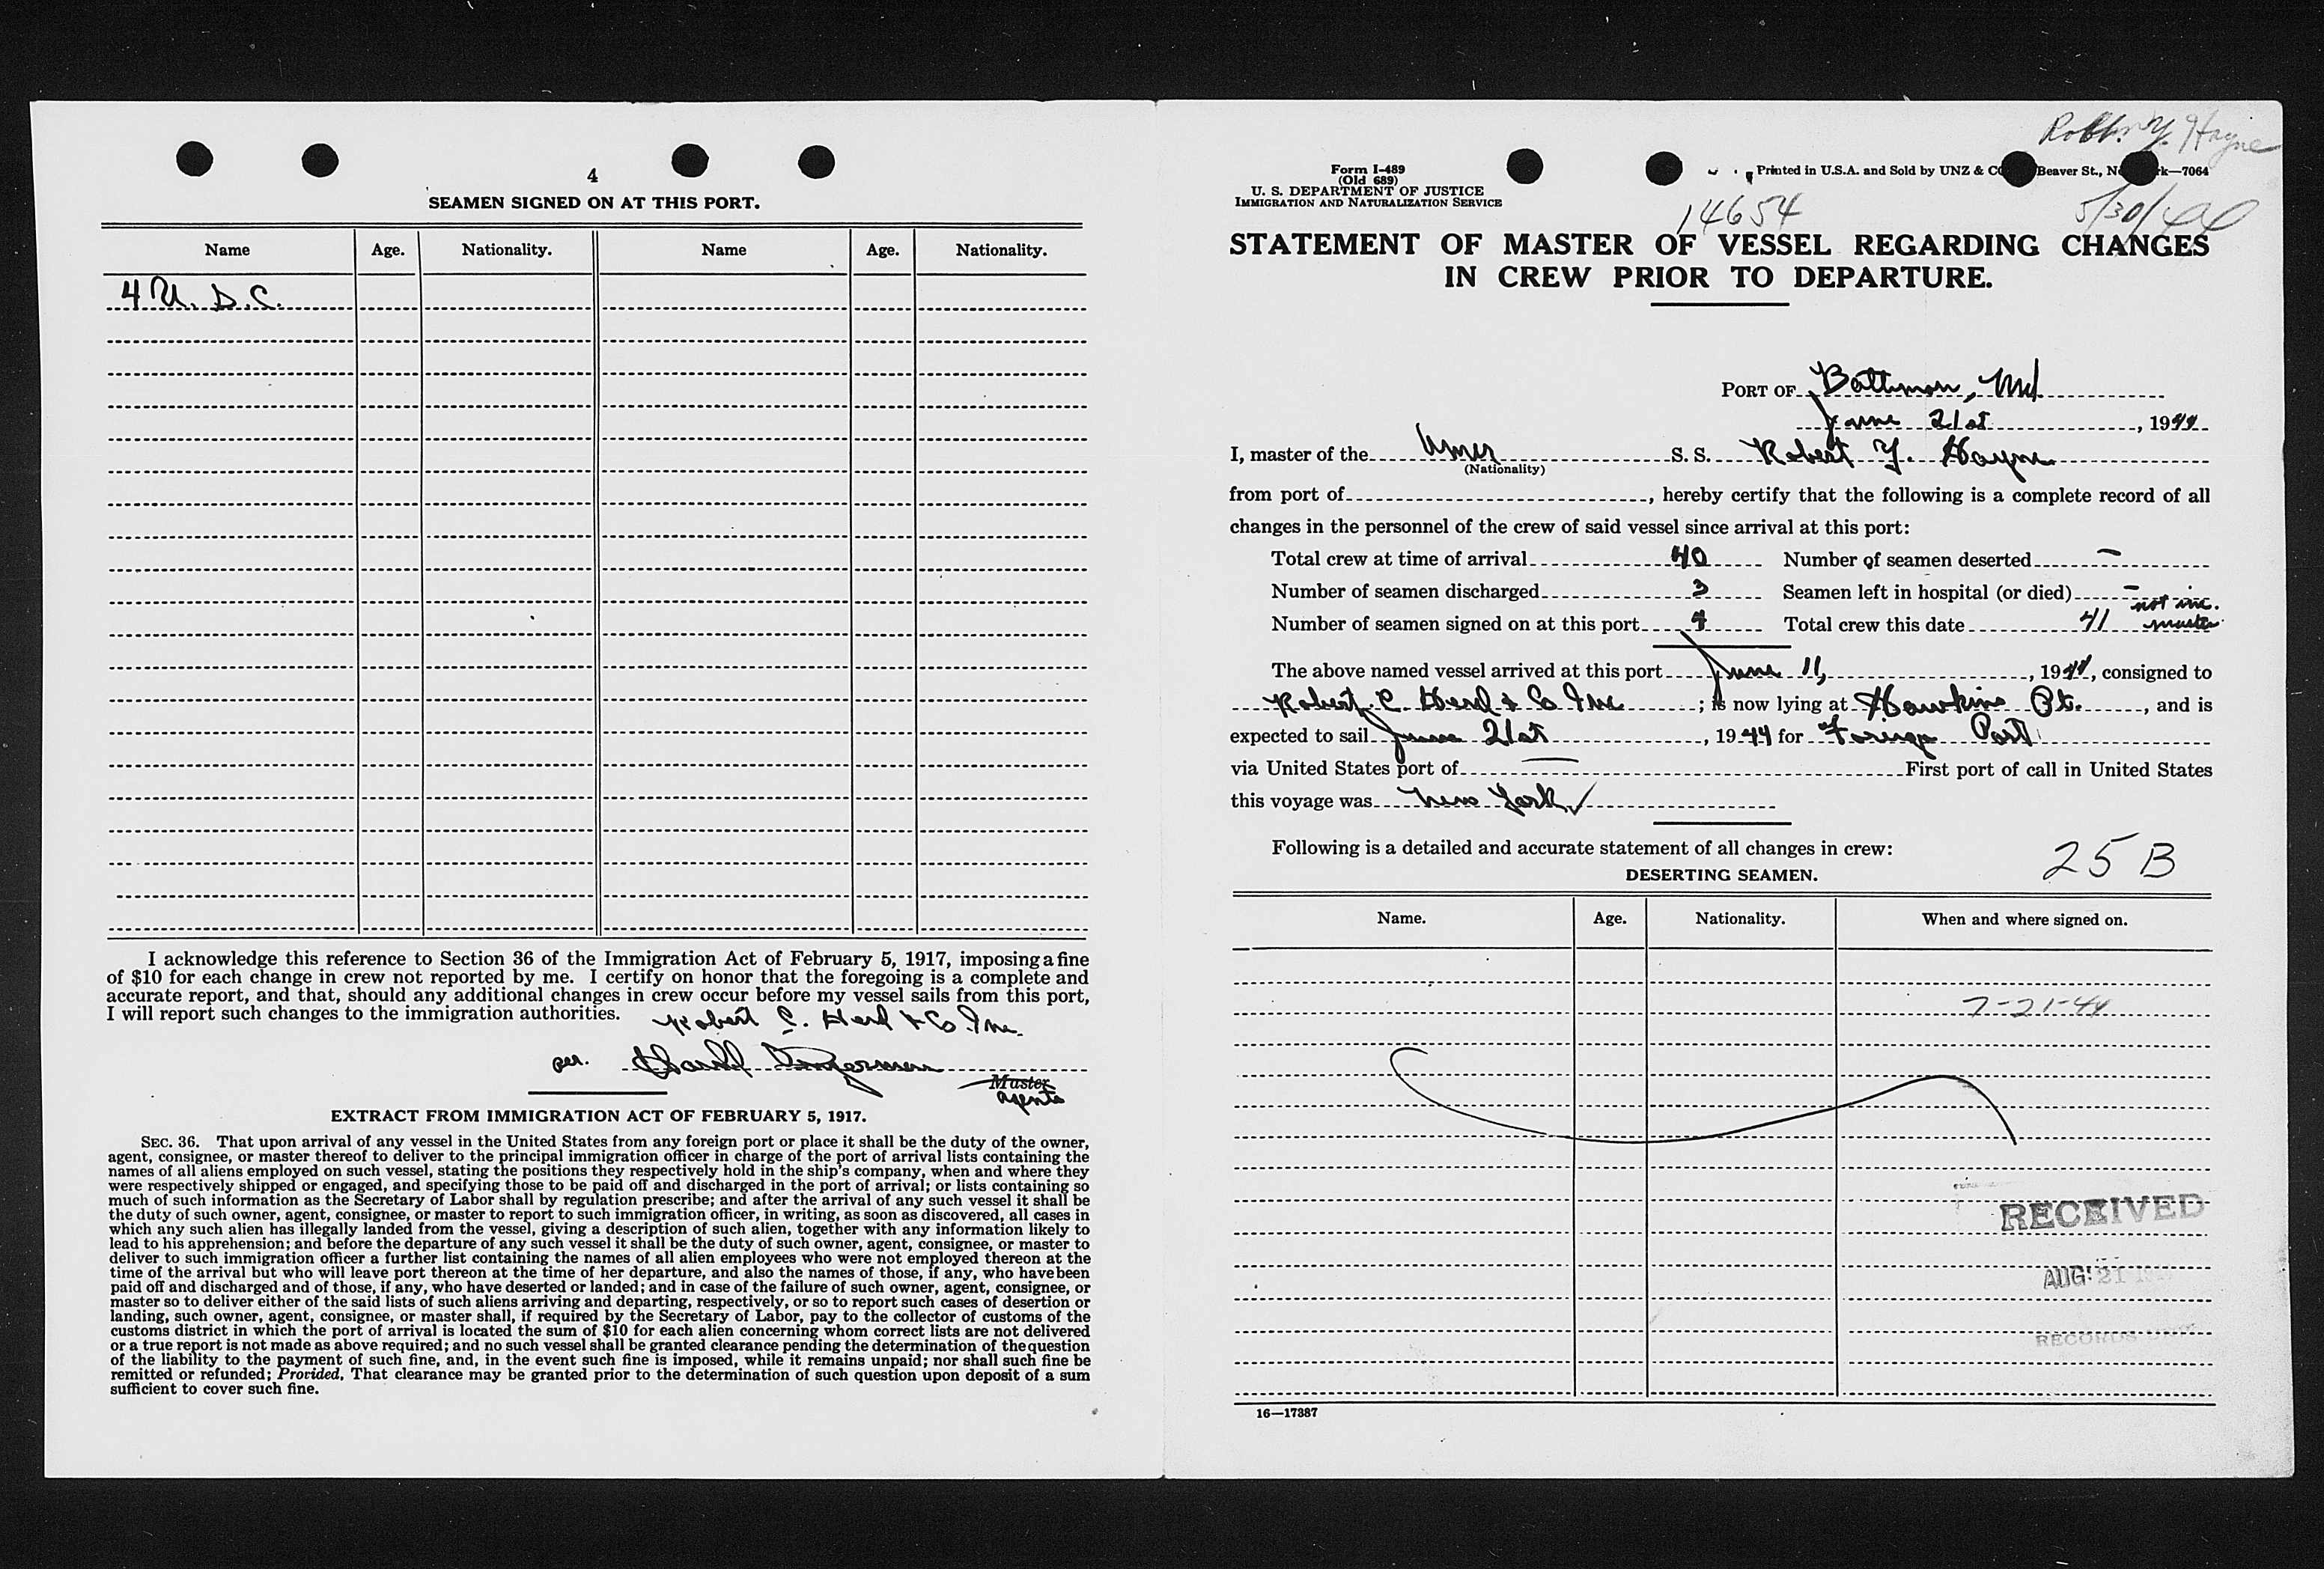 4
SEAMEN SIGNED ON AT THIS PORT.
Name Age. Nationality. Name Age. Nationality.
4 U. S. C.
I acknowledge this reference to Section 36 of the Immigration Act of February 5, 1917, imposing a fine
of $10 for each change in crew not reported by me. I certify on honor that the foregoing is a complete and
accurate report, and that, should any additional changes in crew occur before my vessel sails from this port,
I will report such changes to the immigration authorities.
Robert C. Herd & Co Inc.
per.
Master
agents
EXTRACT FROM IMMIGRATION ACT OF FEBRUARY 5, 1917.
SEC. 36. That upon arrival of any vessel in the United States from any foreign port or place it shall be the duty of the owner,
agent, consignee, or master thereof to deliver to the principal immigration officer in charge of the port of arrival lists containing the
names of all aliens employed on such vessel, stating the positions they respectively hold in the ship's company, when and where they
were respectively shipped or engaged, and specifying those to be paid off and discharged in the port of arrival; or lists containing so
much of such information as the Secretary of Labor shall by regulation prescribe; and after the arrival of any such vessel it shall be
the duty of such owner, agent, consignee, or master to report to such immigration officer, in writing, as soon as discovered, all cases in
which any such alien has illegally landed from the vessel, giving a description of such alien, together with any information likely to
lead to his apprehension; and before the departure of any such vessel it shall be the duty of such owner, agent, consignee, or master to
deliver to such immigration officer a further list containing the names of all alien employees who were not employed thereon at the
time of the arrival but who will leave port thereon at the time of her departure, and also the names of those, if any, who have been
paid off and discharged and of those, if any, who have deserted or landed; and in case of the failure of such owner, agent, consignee, or
master so to deliver either of the said lists of such aliens arriving and departing, respectively, or so to report such cases of desertion or
landing, such owner, agent, consignee, or master shall, if required by the Secretary of Labor, pay to the collector of customs of the
customs district in which the port of arrival is located the sum of $10 for each alien concerning whom correct lists are not delivered
or a true report is not made as above required; and no such vessel shall be granted clearance pending the determination of the question
of the liability to the payment of such fine, and, in the event such fine is imposed, while it remains unpaid; nor shall such fine be
remitted or refunded; Provided, That clearance may be granted prior to the determination of such question upon deposit of a sum
sufficient to cover such fine.
Robt. Y. Hayne
Form I-489
(Old 689)
U. S. DEPARTMENT OF JUSTICE
IMMIGRATION AND NATURALIZATION SERVICE
Printed in U.S.A. and Sold by UNZ & CO Beaver St., N k—7064
14654
5/30/44
STATEMENT OF MASTER OF VESSEL REGARDING CHANGES
IN CREW PRIOR TO DEPARTURE.
PORT OF Baltimore, Md
June 21st, 1944
I, master of the Amer S. S. Robert Y. Hayne
(Nationality)
from port of , hereby certify that the following is a complete record of all
changes in the personnel of the crew of said vessel since arrival at this port:
Total crew at time of arrival 40 Number of seamen deserted –
Number of seamen discharged 3 Seamen left in hospital (or died) –
not inc.
Number of seamen signed on at this port 4 Total crew this date 41 master
The above named vessel arrived at this port June 11, 1944, consigned to
Robert C. Herd & Co Inc ; is now lying at Hawkins Pt. , and is
expected to sail June 21st , 1944 for Foreign Port
via United States port of — First port of call in United States
this voyage was New York ✓
Following is a detailed and accurate statement of all changes in crew:
25 B
DESERTING SEAMEN.
Name. Age. Nationality. When and where signed on.
7-21-44
RECEIVED
AUG 21
RECORDS UNIT
16—17387